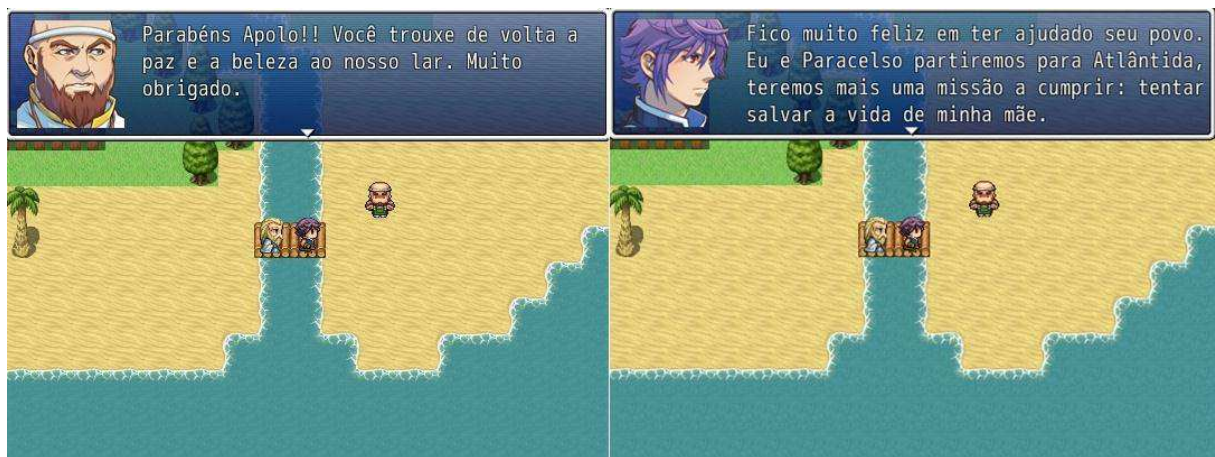 Parabéns Apolo!! Você trouxe de volta a
paz e a beleza ao nosso lar. Muito
obrigado.
Fico muito feliz em ter ajudado seu povo.
Eu e Paracelso partiremos para Atlântida,
teremos mais uma missão a cumprir: tentar
salvar a vida de minha mãe.